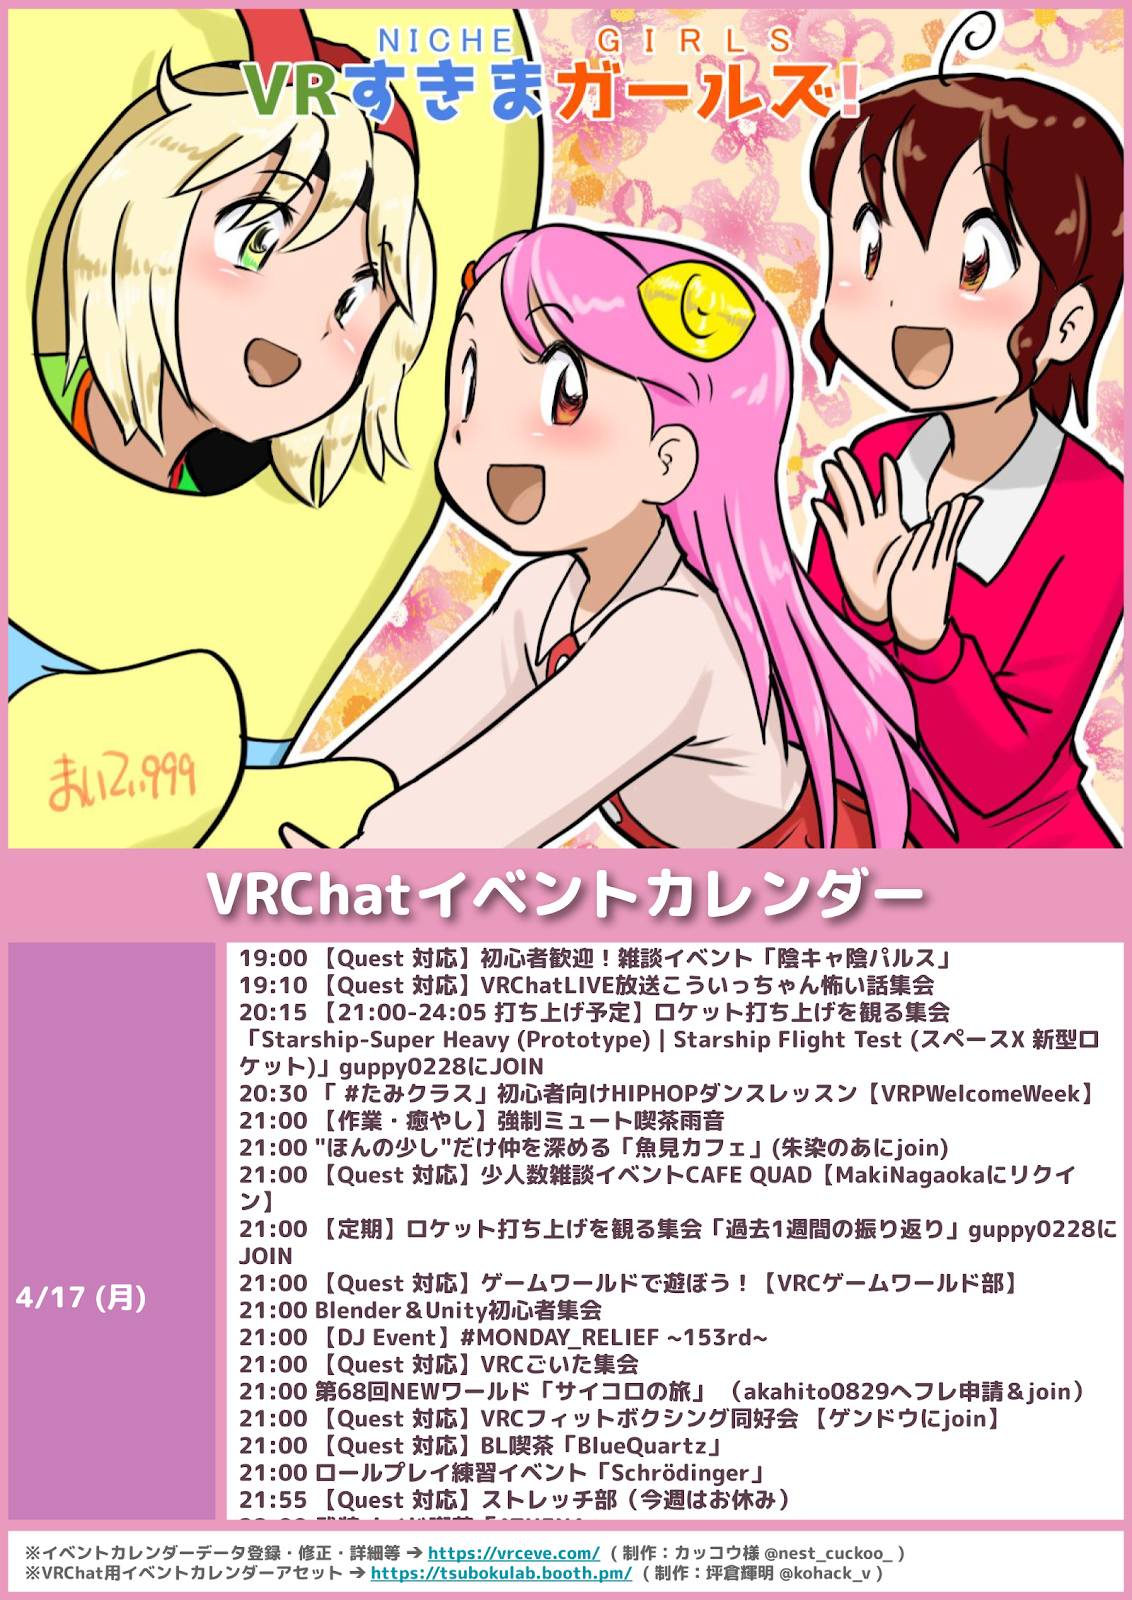 NICHE GIRLS
VRすきまガールズ!
まいてぃ999
VRChatイベントカレンダー
4/17 (月)
19:00 【Quest 対応】初心者歓迎！雑談イベント「陰キャ陰パルス」
19:10 【Quest 対応】VRChatLIVE放送こういっちゃん怖い話集会
20:15 【21:00-24:05 打ち上げ予定】ロケット打ち上げを観る集会
「Starship-Super Heavy (Prototype) | Starship Flight Test (スペースX 新型ロ
ケット)」guppy0228にJOIN
20:30 「 #たみクラス」初心者向けHIPHOPダンスレッスン【VRPWelcomeWeek】
21:00 【作業・癒やし】強制ミュート喫茶雨音
21:00 "ほんの少し"だけ仲を深める「魚見カフェ」(朱染のあにjoin)
21:00 【Quest 対応】少人数雑談イベントCAFE QUAD【MakiNagaokaにリクイ
ン】
21:00 【定期】ロケット打ち上げを観る集会「過去1週間の振り返り」guppy0228に
JOIN
21:00 【Quest 対応】ゲームワールドで遊ぼう！【VRCゲームワールド部】
21:00 Blender＆Unity初心者集会
21:00 【DJ Event】#MONDAY_RELIEF ~153rd~
21:00 【Quest 対応】VRCごいた集会
21:00 第68回NEWワールド「サイコロの旅」 （akahito0829へフレ申請＆join）
21:00 【Quest 対応】VRCフィットボクシング同好会 【ゲンドウにjoin】
21:00 【Quest 対応】BL喫茶「BlueQuartz」
21:00 ロールプレイ練習イベント「Schrödinger」
21:55 【Quest 対応】ストレッチ部（今週はお休み）
※イベントカレンダーデータ登録・修正・詳細等 ➔ https://vrceve.com/ ( 制作：カッコウ様 @nest_cuckoo_ )
※VRChat用イベントカレンダーアセット ➔ https://tsubokulab.booth.pm/ ( 制作：坪倉輝明 @kohack_v )